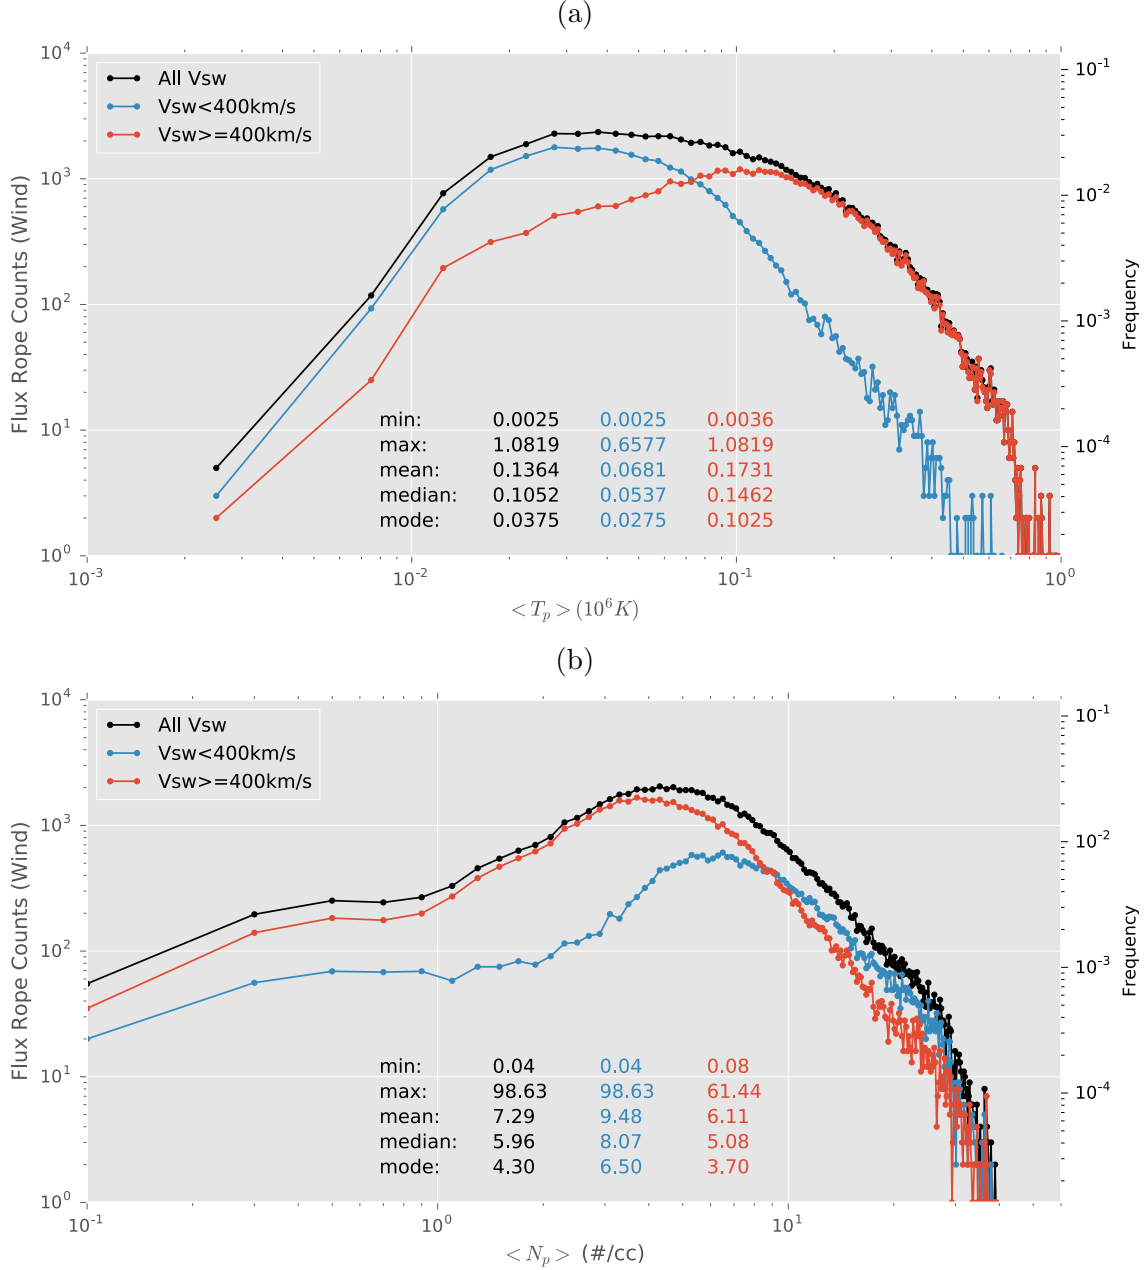 (a)
10^4
10^3
10^2
10^1
10^0
Flux Rope Counts (Wind)
All Vsw
Vsw<400km/s
Vsw>=400km/s
min: 0.0025 0.0025 0.0036
max: 1.0819 0.6577 1.0819
mean: 0.1364 0.0681 0.1731
median: 0.1052 0.0537 0.1462
mode: 0.0375 0.0275 0.1025
10^-1
10^-2
10^-3
10^-4
Frequency
10^-3 10^-2 10^-1 10^0
< T_p > (10^6 K)
(b)
10^4
10^3
10^2
10^1
10^0
Flux Rope Counts (Wind)
All Vsw
Vsw<400km/s
Vsw>=400km/s
min: 0.04 0.04 0.08
max: 98.63 98.63 61.44
mean: 7.29 9.48 6.11
median: 5.96 8.07 5.08
mode: 4.30 6.50 3.70
10^-1
10^-2
10^-3
10^-4
Frequency
10^-1 10^0 10^1
< N_p > (#/cc)